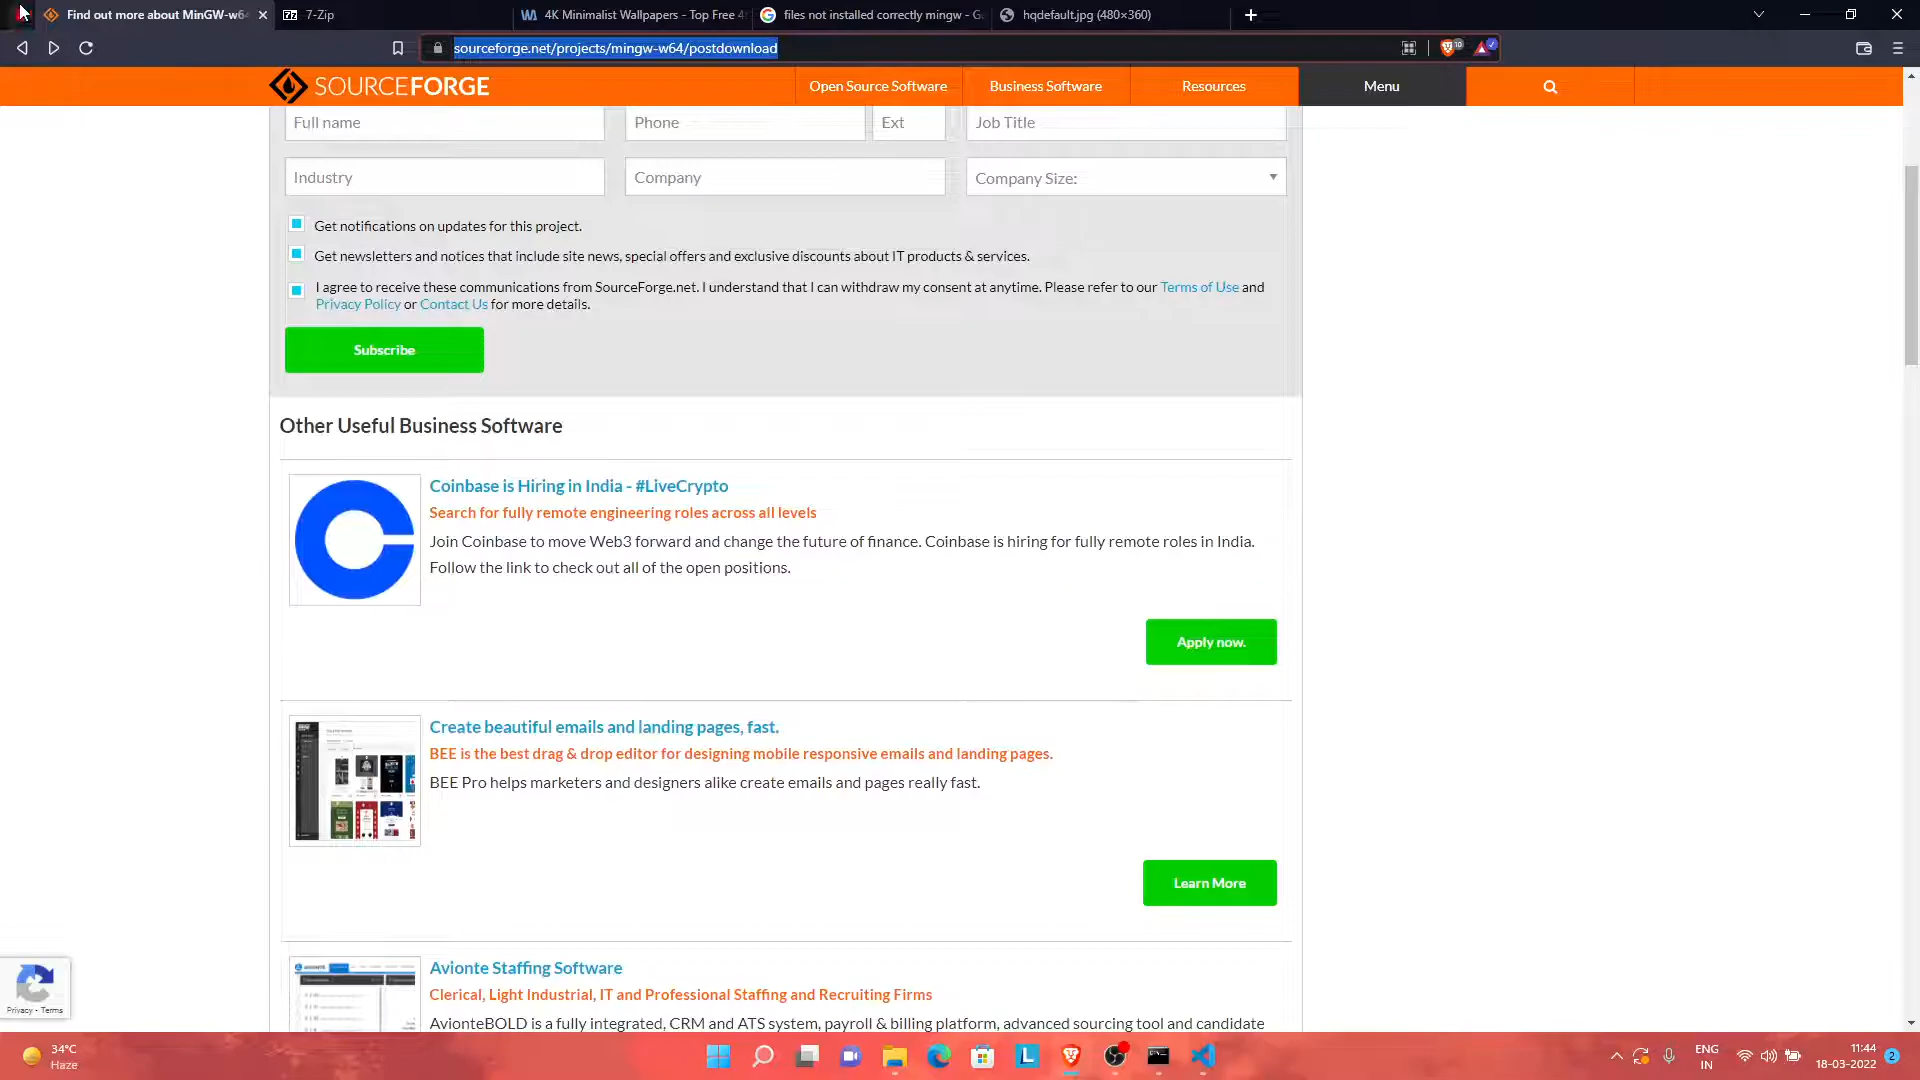 Find out more about MinGW-w64
7-Zip
4K Minimalist Wallpapers - Top Free 4
files not installed correctly mingw - G
hqdefault.jpg (480×360)
sourceforge.net/projects/mingw-w64/postdownload
SOURCEFORGE
Open Source Software
Business Software
Resources
Menu
Full name
Phone
Ext
Job Title
Industry
Company
Company Size:
Get notifications on updates for this project.
Get newsletters and notices that include site news, special offers and exclusive discounts about IT products & services.
I agree to receive these communications from SourceForge.net. I understand that I can withdraw my consent at anytime. Please refer to our Terms of Use and
Privacy Policy or Contact Us for more details.
Subscribe
Other Useful Business Software
Coinbase is Hiring in India - #LiveCrypto
Search for fully remote engineering roles across all levels
Join Coinbase to move Web3 forward and change the future of finance. Coinbase is hiring for fully remote roles in India.
Follow the link to check out all of the open positions.
Apply now.
Create beautiful emails and landing pages, fast.
BEE is the best drag & drop editor for designing mobile responsive emails and landing pages.
BEE Pro helps marketers and designers alike create emails and pages really fast.
Learn More
Avionte Staffing Software
Clerical, Light Industrial, IT and Professional Staffing and Recruiting Firms
AvionteBOLD is a fully integrated, CRM and ATS system, payroll & billing platform, advanced sourcing tool and candidate
Privacy - Terms
34°C
Haze
ENG
IN
11:44
18-03-2022
2